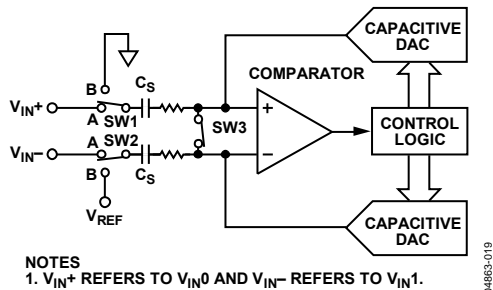 CAPACITIVE
DAC
COMPARATOR
B
CS
VIN+
A SW1
SW3
+
CONTROL
LOGIC
VIN–
A SW2
–
B
CS
VREF
CAPACITIVE
DAC
NOTES
1. VIN+ REFERS TO VIN0 AND VIN– REFERS TO VIN1.
04863-019